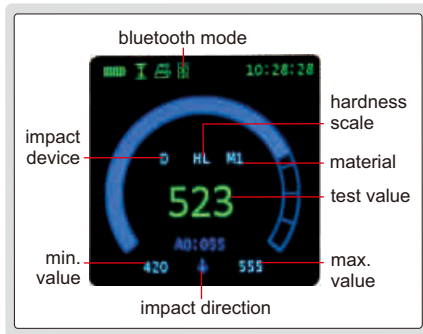 bluetooth mode
10:28:28
hardness
scale
impact
device
D HL M1
material
523
test value
A0:055
min.
value
420
555
max.
value
impact direction